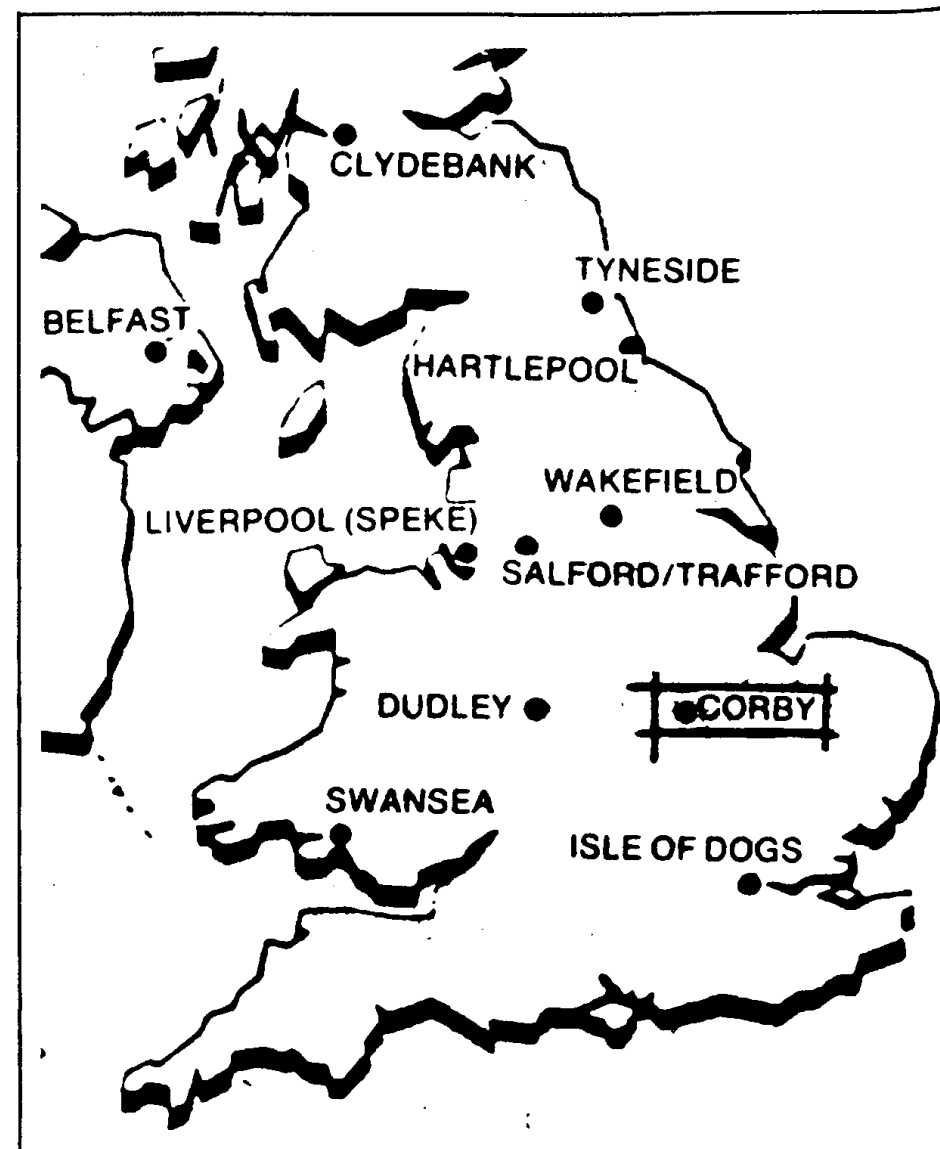 CLYDEBANK
TYNESIDE
BELFAST
HARTLEPOOL
WAKEFIELD
LIVERPOOL (SPEKE)
SALFORD/TRAFFORD
DUDLEY
CORBY
SWANSEA
ISLE OF DOGS